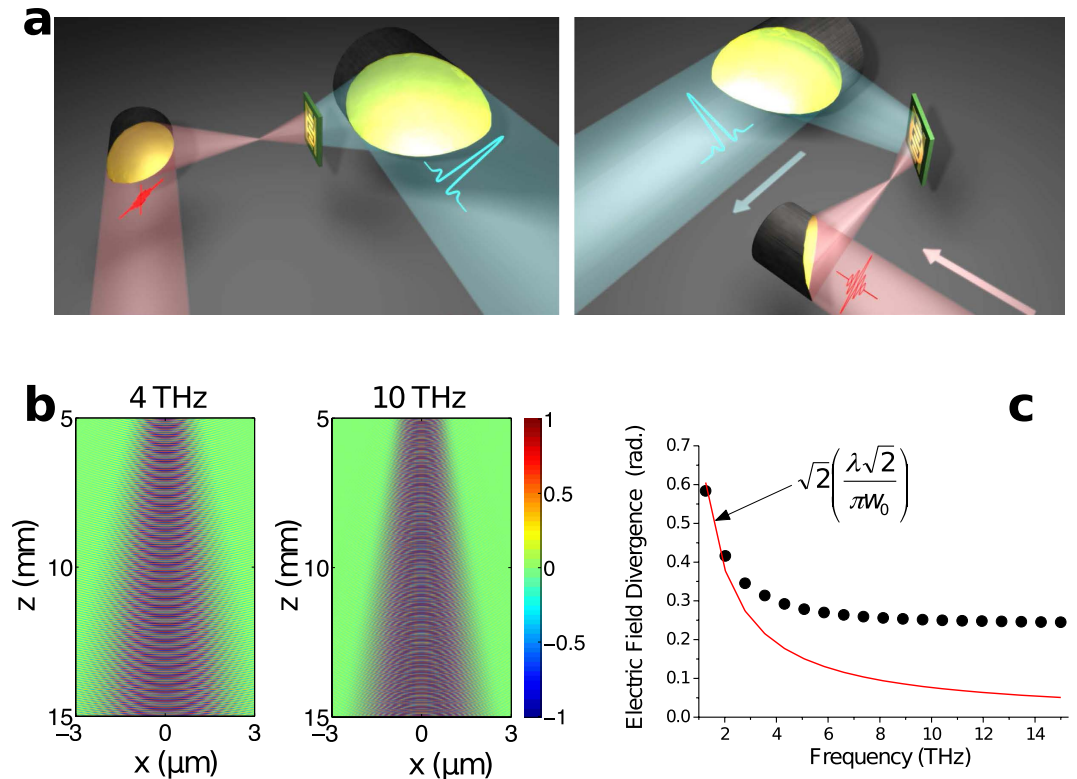 a
b
4 THz
10 THz
5
10
15
−3
0
3
z (mm)
x (μm)
5
10
15
−3
0
3
z (mm)
x (μm)
1
0.5
0
−0.5
−1
c
√2(λ√2/πw₀)
0.7
0.6
0.5
0.4
0.3
0.2
0.1
0.0
2
4
6
8
10
12
14
Electric Field Divergence (rad.)
Frequency (THz)